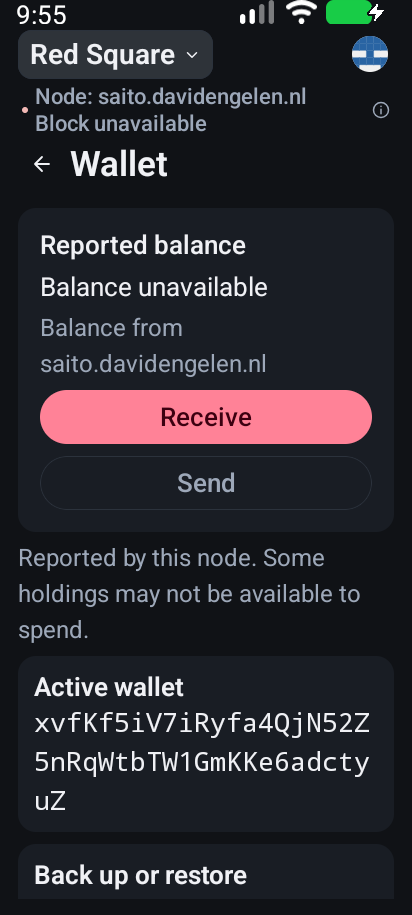 9:55
Red Square
Node: saito.davidengelen.nl
Block unavailable
Wallet
Reported balance
Balance unavailable
Balance from
saito.davidengelen.nl
Receive
Send
Reported by this node. Some
holdings may not be available to
spend.
Active wallet
xvfKf5iV7iRyfa4QjN52Z
5nRqWtbTW1GmKKe6adcty
uZ
Back up or restore